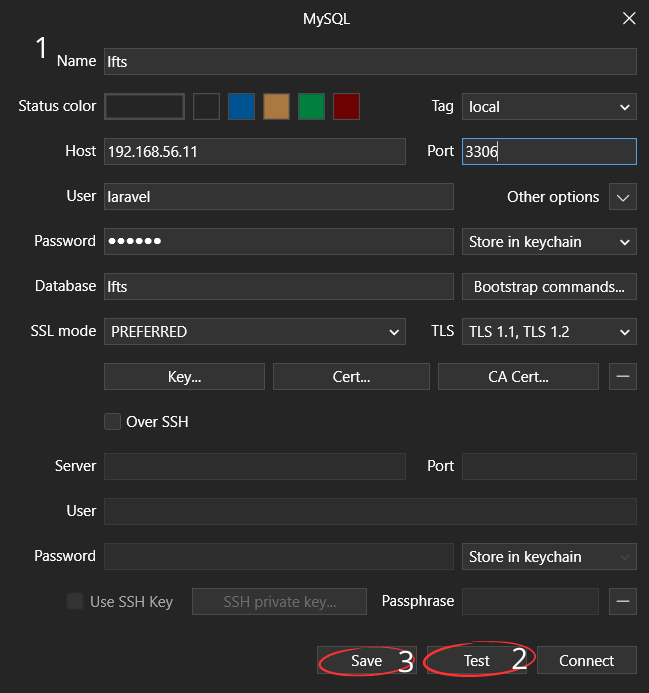 MySQL
1
Name lfts
Status color Tag local
Host 192.168.56.11 Port 3306
User laravel Other options
Password ●●●●●● Store in keychain
Database lfts Bootstrap commands...
SSL mode PREFERRED TLS TLS 1.1, TLS 1.2
Key... Cert... CA Cert...
Over SSH
Server Port
User
Password Store in keychain
Use SSH Key SSH private key... Passphrase
Save 3 Test 2 Connect